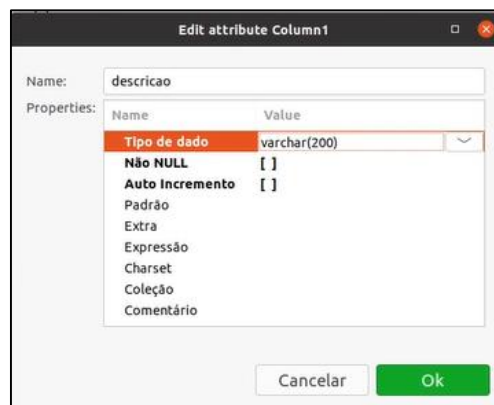 Edit attribute Column1
Name: descricao
Properties: Name Value
Tipo de dado varchar(200)
Não NULL [ ]
Auto Incremento [ ]
Padrão
Extra
Expressão
Charset
Coleção
Comentário
Cancelar Ok